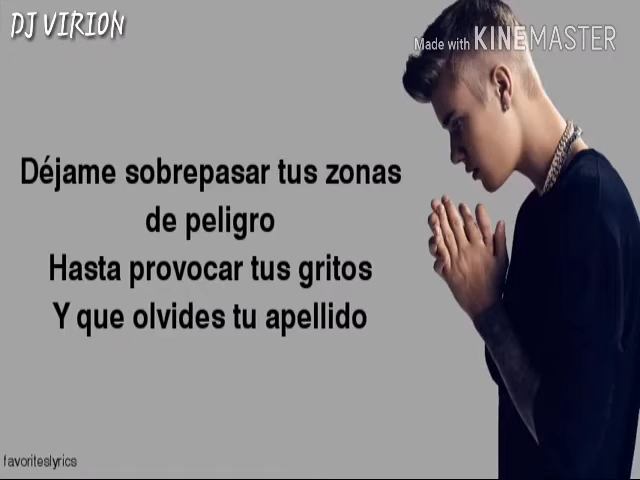 DJ VIRION
Made with KINEMASTER
Déjame sobrepasar tus zonas
de peligro
Hasta provocar tus gritos
Y que olvides tu apellido
favoriteslyrics